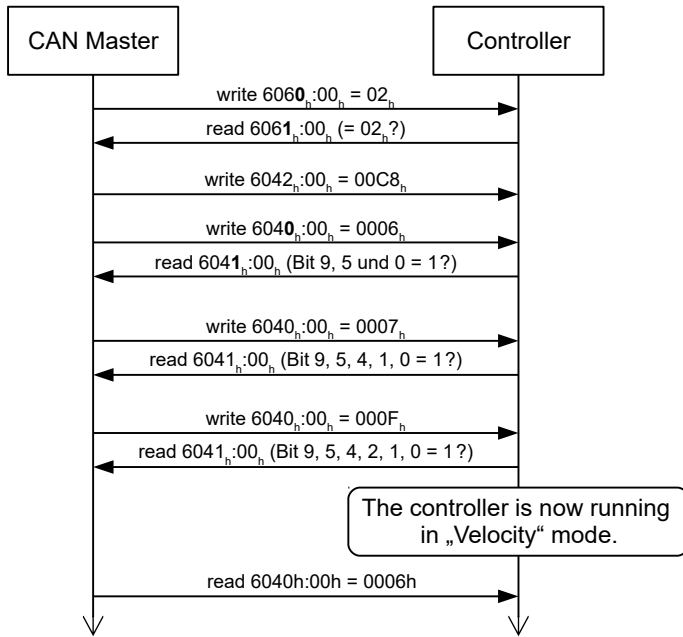 CAN Master
Controller
write 6060ₕ:00ₕ = 02ₕ
read 6061ₕ:00ₕ (= 02ₕ?)
write 6042ₕ:00ₕ = 00C8ₕ
write 6040ₕ:00ₕ = 0006ₕ
read 6041ₕ:00ₕ (Bit 9, 5 und 0 = 1?)
write 6040ₕ:00ₕ = 0007ₕ
read 6041ₕ:00ₕ (Bit 9, 5, 4, 1, 0 = 1?)
write 6040ₕ:00ₕ = 000Fₕ
read 6041ₕ:00ₕ (Bit 9, 5, 4, 2, 1, 0 = 1?)
The controller is now running
in „Velocity“ mode.
read 6040h:00h = 0006h